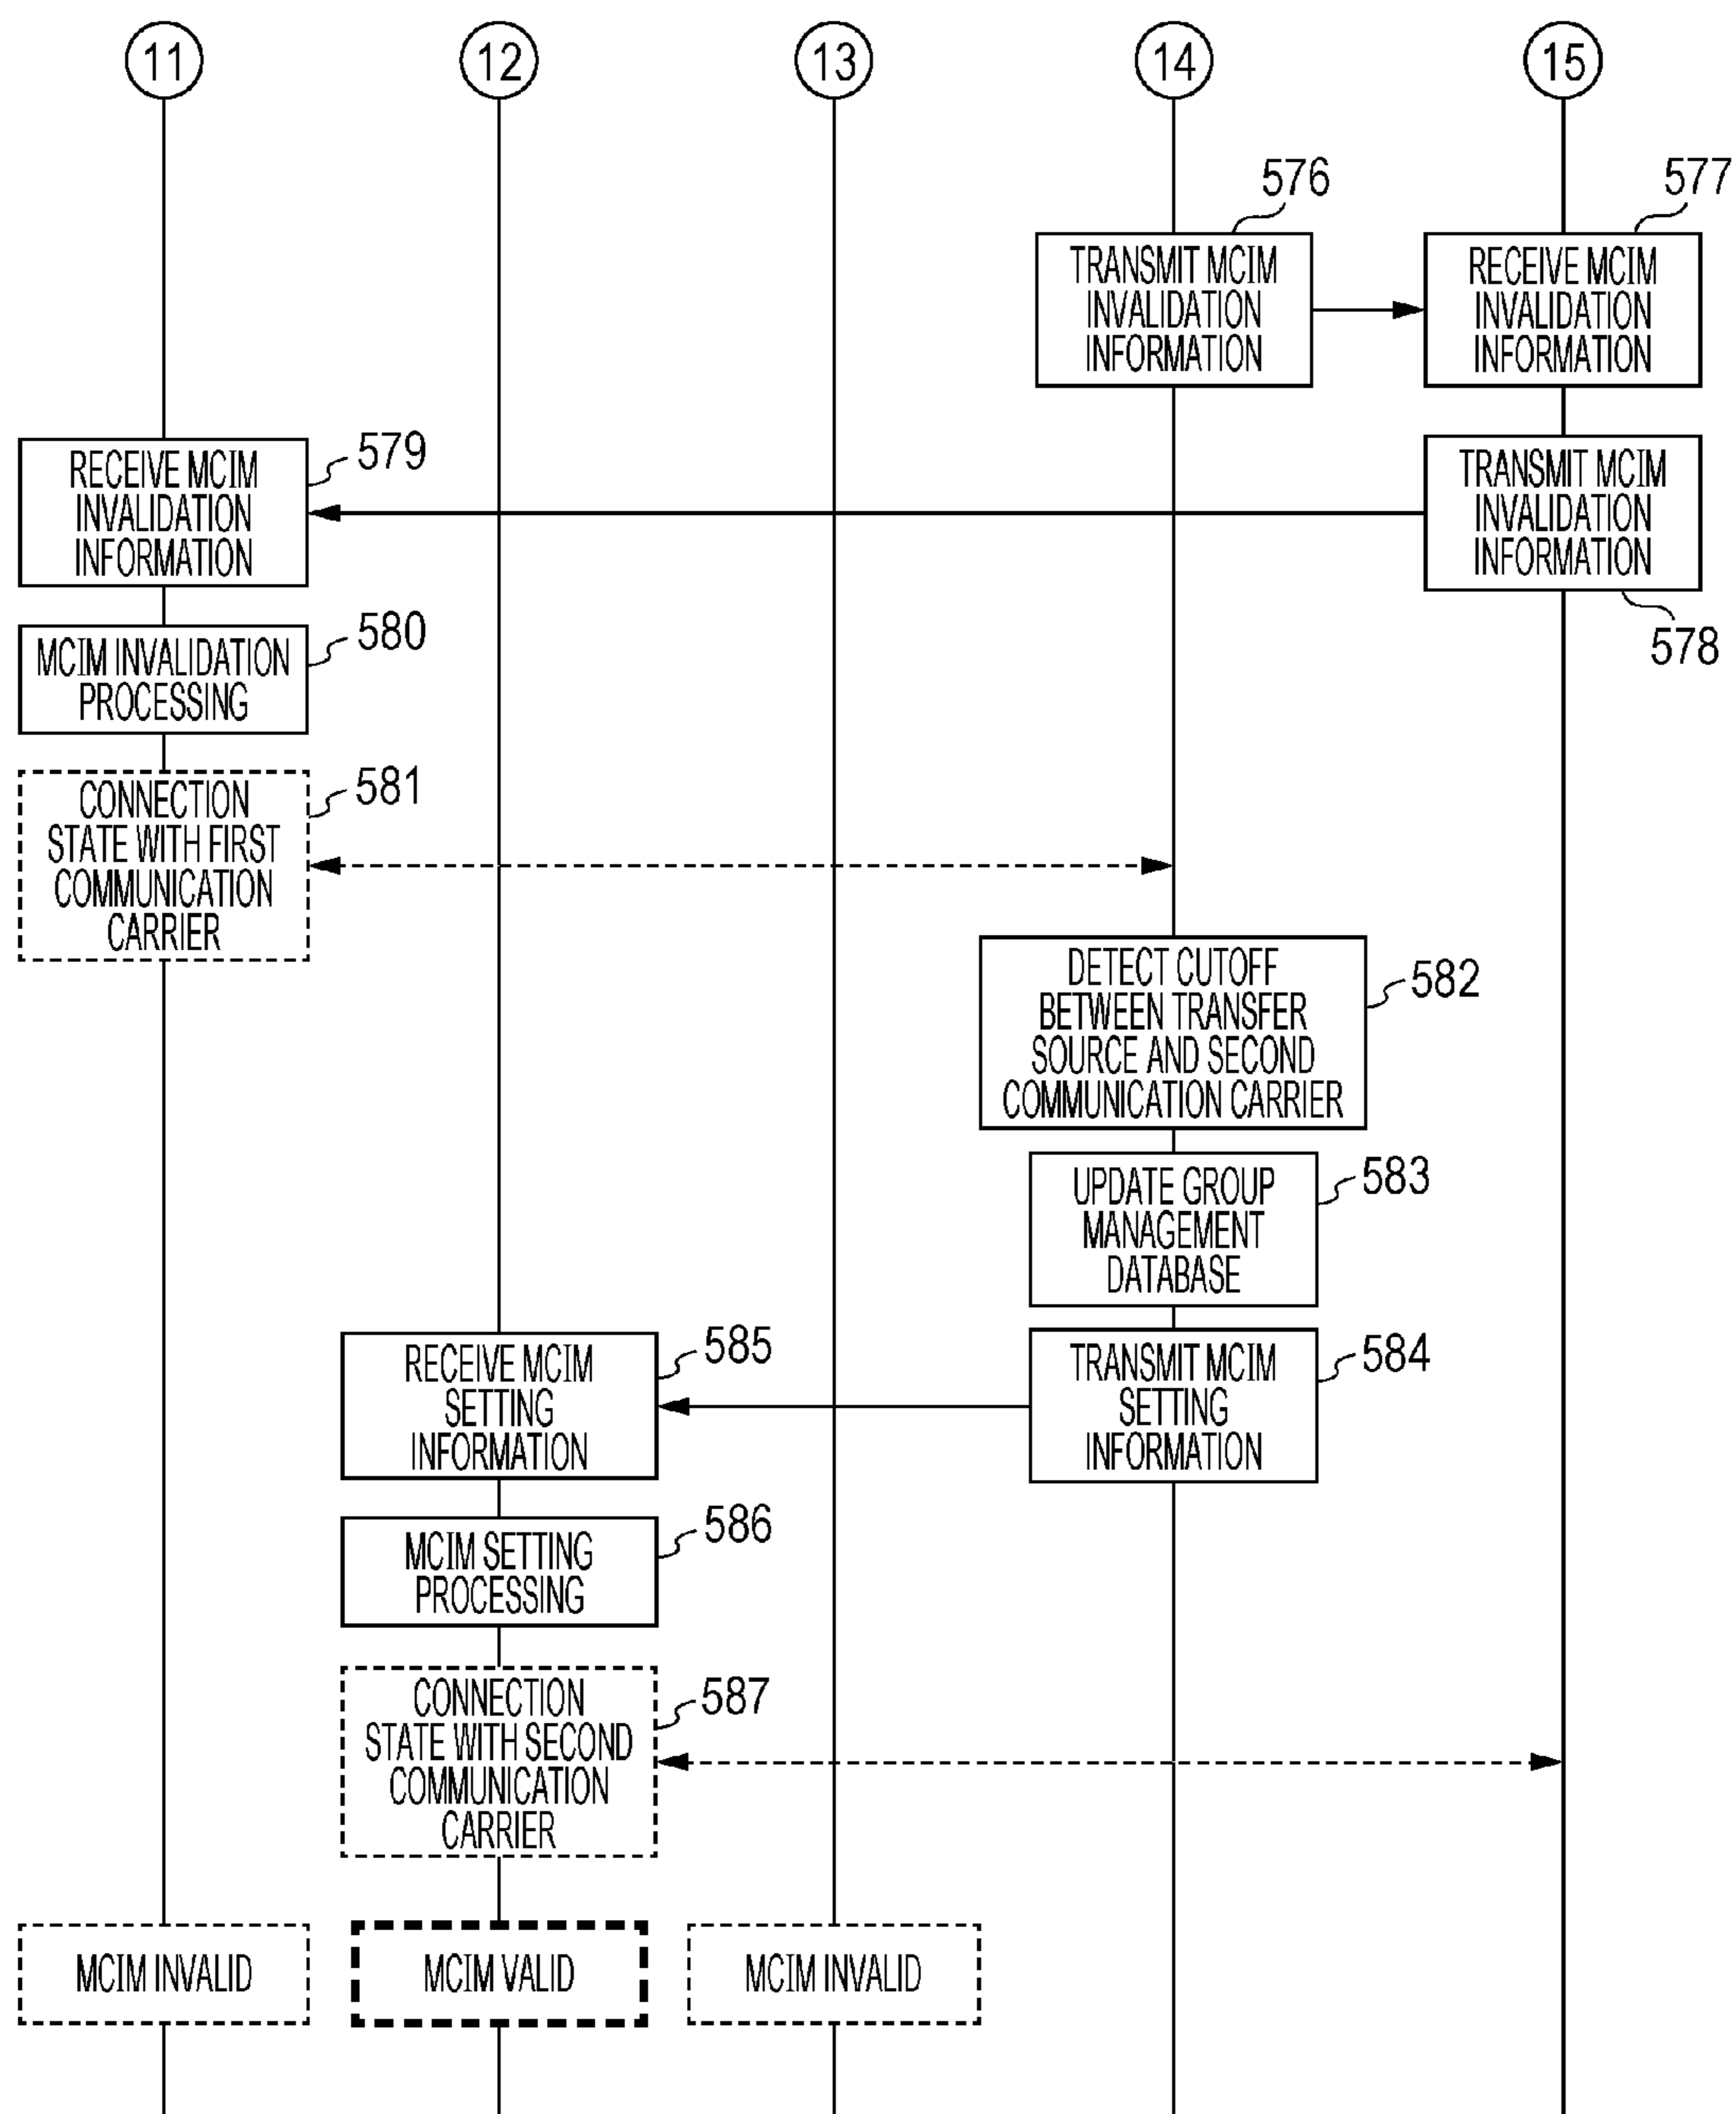 11
12
13
14
15
576
577
TRANSMIT MCIM
INVALIDATION
INFORMATION
RECEIVE MCIM
INVALIDATION
INFORMATION
579
RECEIVE MCIM
INVALIDATION
INFORMATION
TRANSMIT MCIM
INVALIDATION
INFORMATION
578
580
MCIM INVALIDATION
PROCESSING
581
CONNECTION
STATE WITH FIRST
COMMUNICATION
CARRIER
DETECT CUTOFF
BETWEEN TRANSFER
SOURCE AND SECOND
COMMUNICATION CARRIER
582
UPDATE GROUP
MANAGEMENT
DATABASE
583
RECEIVE MCIM
SETTING
INFORMATION
585
TRANSMIT MCIM
SETTING
INFORMATION
584
MCIM SETTING
PROCESSING
586
CONNECTION
STATE WITH SECOND
COMMUNICATION
CARRIER
587
MCIM INVALID
MCIM VALID
MCIM INVALID